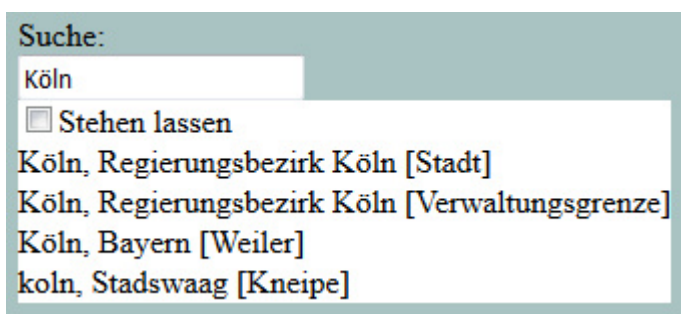 Suche:
Köln
Stehen lassen
Köln, Regierungsbezirk Köln [Stadt]
Köln, Regierungsbezirk Köln [Verwaltungsgrenze]
Köln, Bayern [Weiler]
koln, Stadswaag [Kneipe]